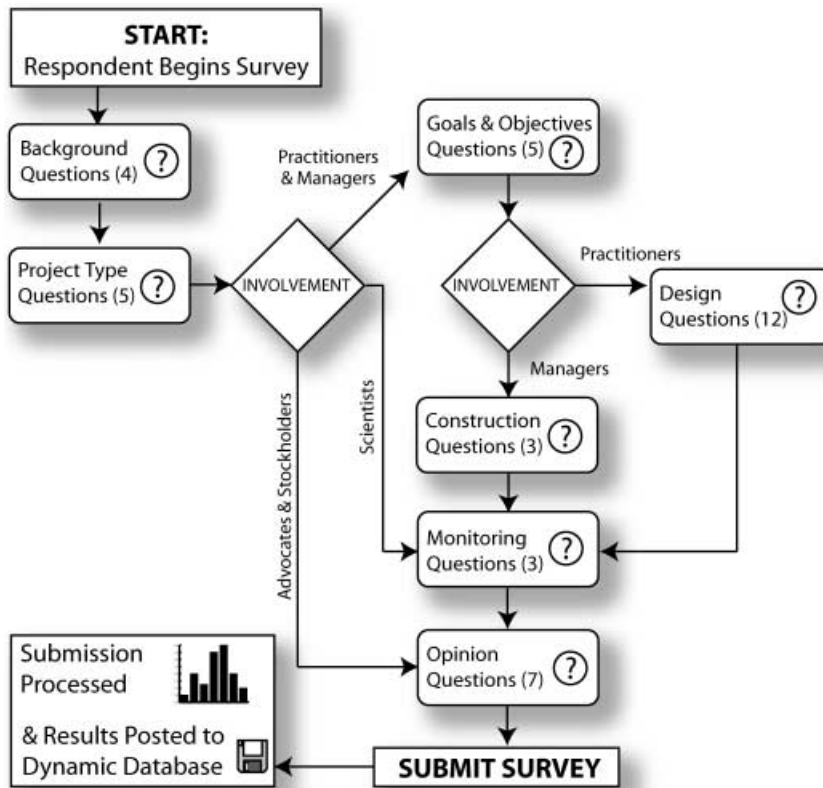 START:
Respondent Begins Survey
Background
Questions (4)
?
Project Type
Questions (5)
?
INVOLVEMENT
Practitioners
& Managers
Goals & Objectives
Questions (5)
?
INVOLVEMENT
Practitioners
Design
Questions (12)
?
Managers
Construction
Questions (3)
?
Scientists
Advocates & Stockholders
Monitoring
Questions (3)
?
Opinion
Questions (7)
?
SUBMIT SURVEY
Submission
Processed
& Results Posted to
Dynamic Database